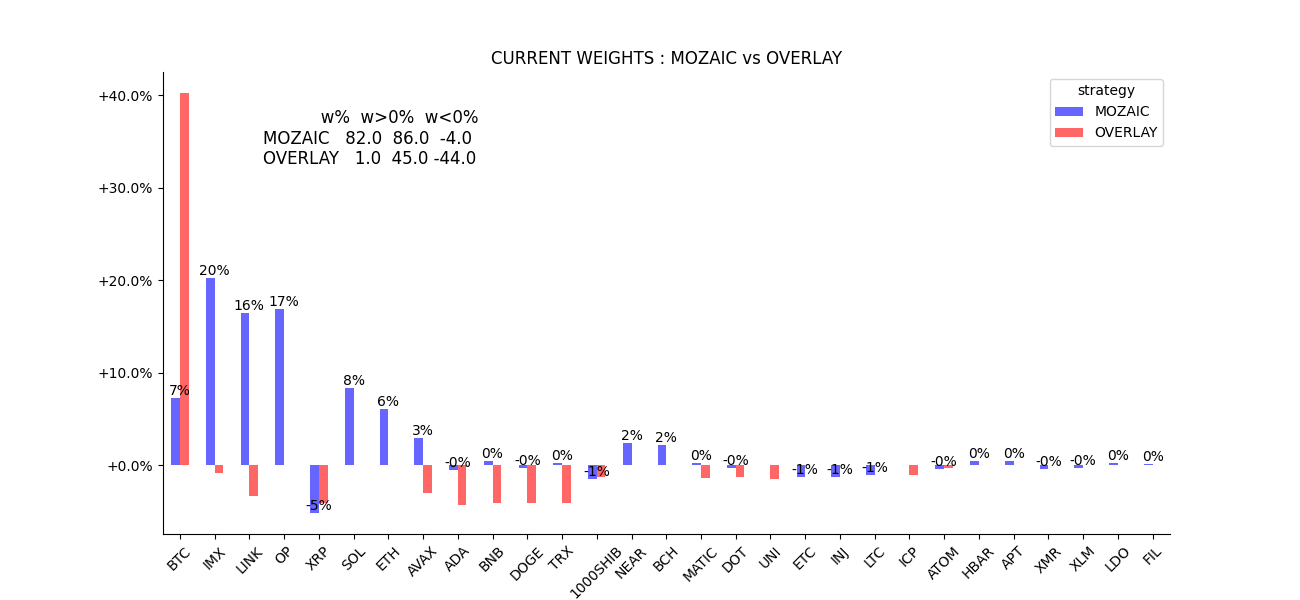 CURRENT WEIGHTS : MOZAIC vs OVERLAY
strategy
MOZAIC
OVERLAY
w% w>0% w<0%
MOZAIC 82.0 86.0 -4.0
OVERLAY 1.0 45.0 -44.0
+40.0%
+30.0%
+20.0%
+10.0%
+0.0%
7% 20% 16% 17% -5% 8% 6% 3% -0% 0% -0% 0% -1% 2% 2% 0% -0% -1% -1% -1% -0% 0% 0% -0% -0% 0% 0%
BTC IMX LINK OP XRP SOL ETH AVAX ADA BNB DOGE TRX 1000SHIB NEAR BCH MATIC DOT UNI ETC INJ LTC ICP ATOM HBAR APT XMR XLM LDO FIL